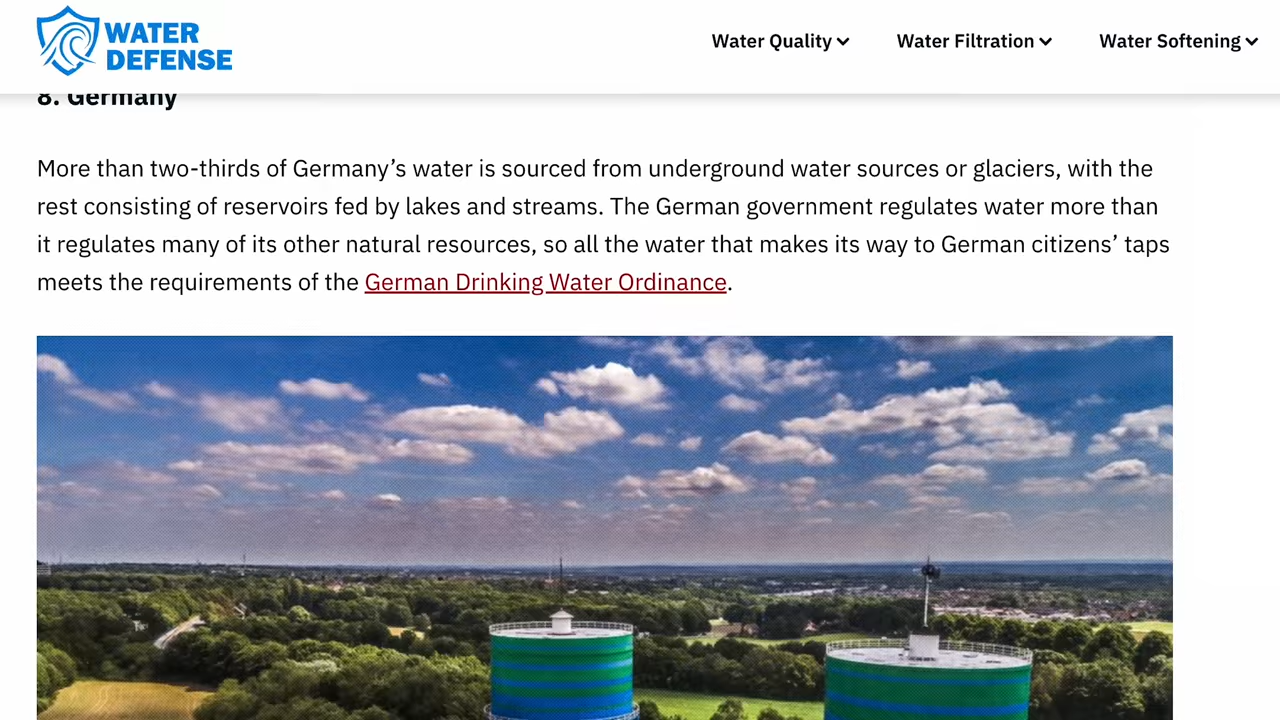 WATER
DEFENSE
Water Quality
Water Filtration
Water Softening
8. Germany
More than two-thirds of Germany’s water is sourced from underground water sources or glaciers, with the
rest consisting of reservoirs fed by lakes and streams. The German government regulates water more than
it regulates many of its other natural resources, so all the water that makes its way to German citizens’ taps
meets the requirements of the German Drinking Water Ordinance.